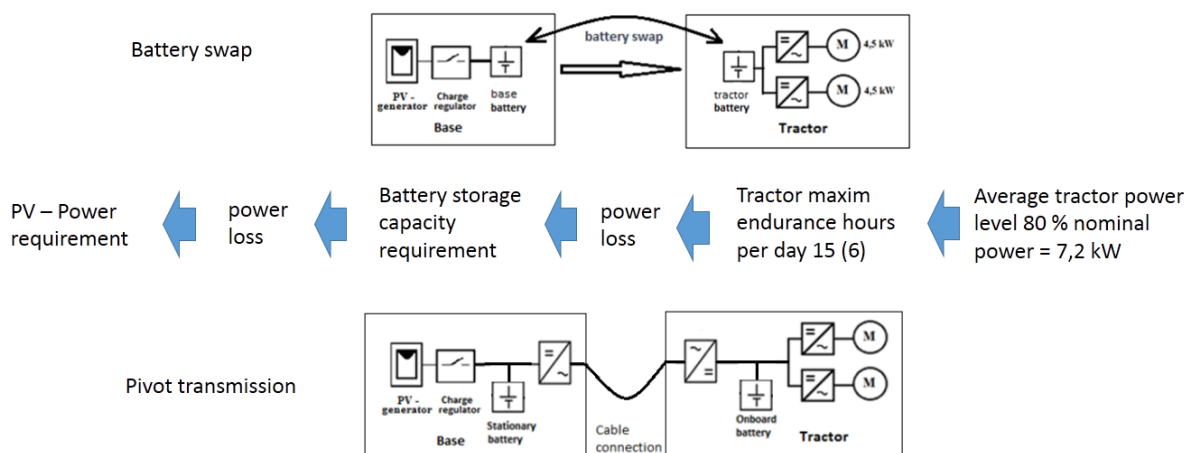 Battery swap
battery swap
PV -
generator
Charge
regulator
base
battery
Base
tractor
battery
M
4,5 kW
M
4,5 kW
Tractor
PV – Power
requirement
power
loss
Battery storage
capacity
requirement
power
loss
Tractor maxim
endurance hours
per day 15 (6)
Average tractor power
level 80 % nominal
power = 7,2 kW
Pivot transmission
PV -
generator
Charge
regulator
Stationary
battery
Base
Cable
connection
Onboard
battery
M
M
Tractor